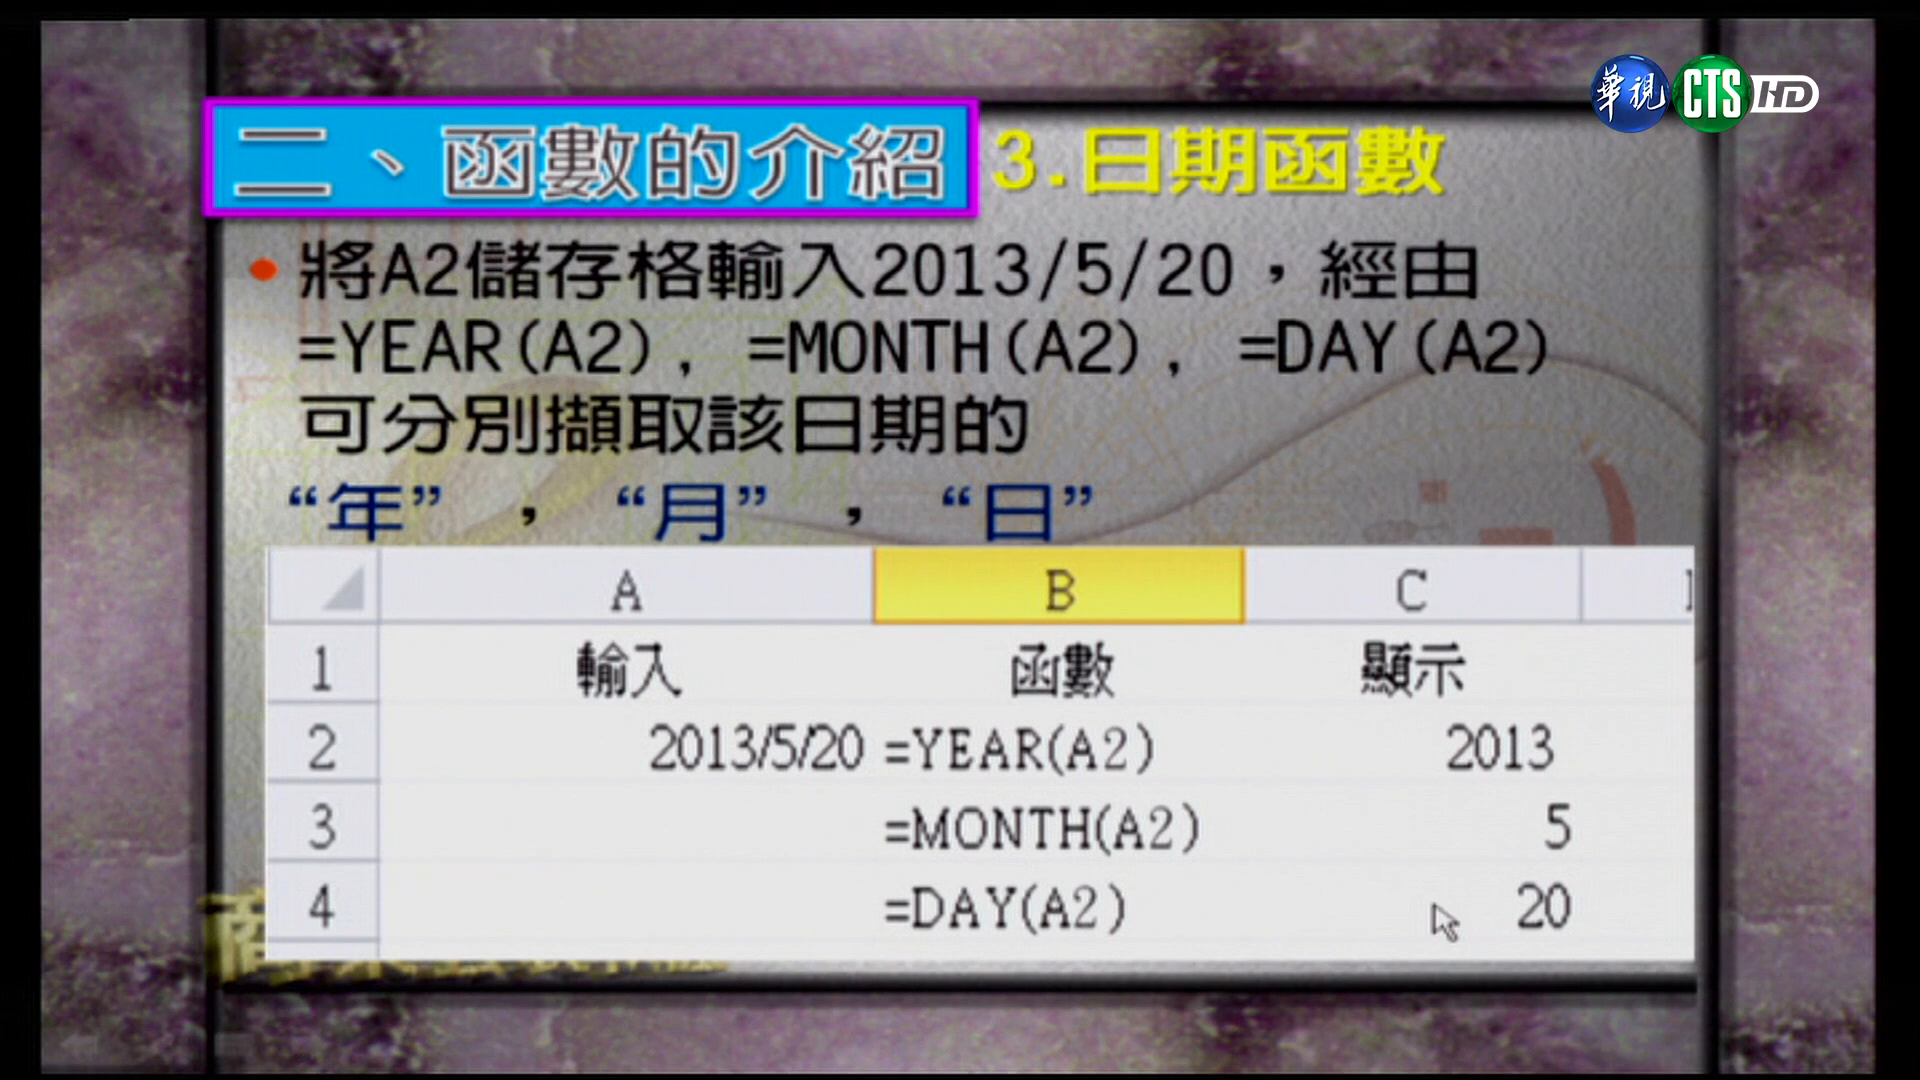 華視 CTS HD
二、函數的介紹 3.日期函數
將A2儲存格輸入2013/5/20，經由
=YEAR(A2), =MONTH(A2), =DAY(A2)
可分別擷取該日期的
“年” ， “月” ， “日”
A B C
1 輸入 函數 顯示
2 2013/5/20 =YEAR(A2) 2013
3 =MONTH(A2) 5
4 =DAY(A2) 20